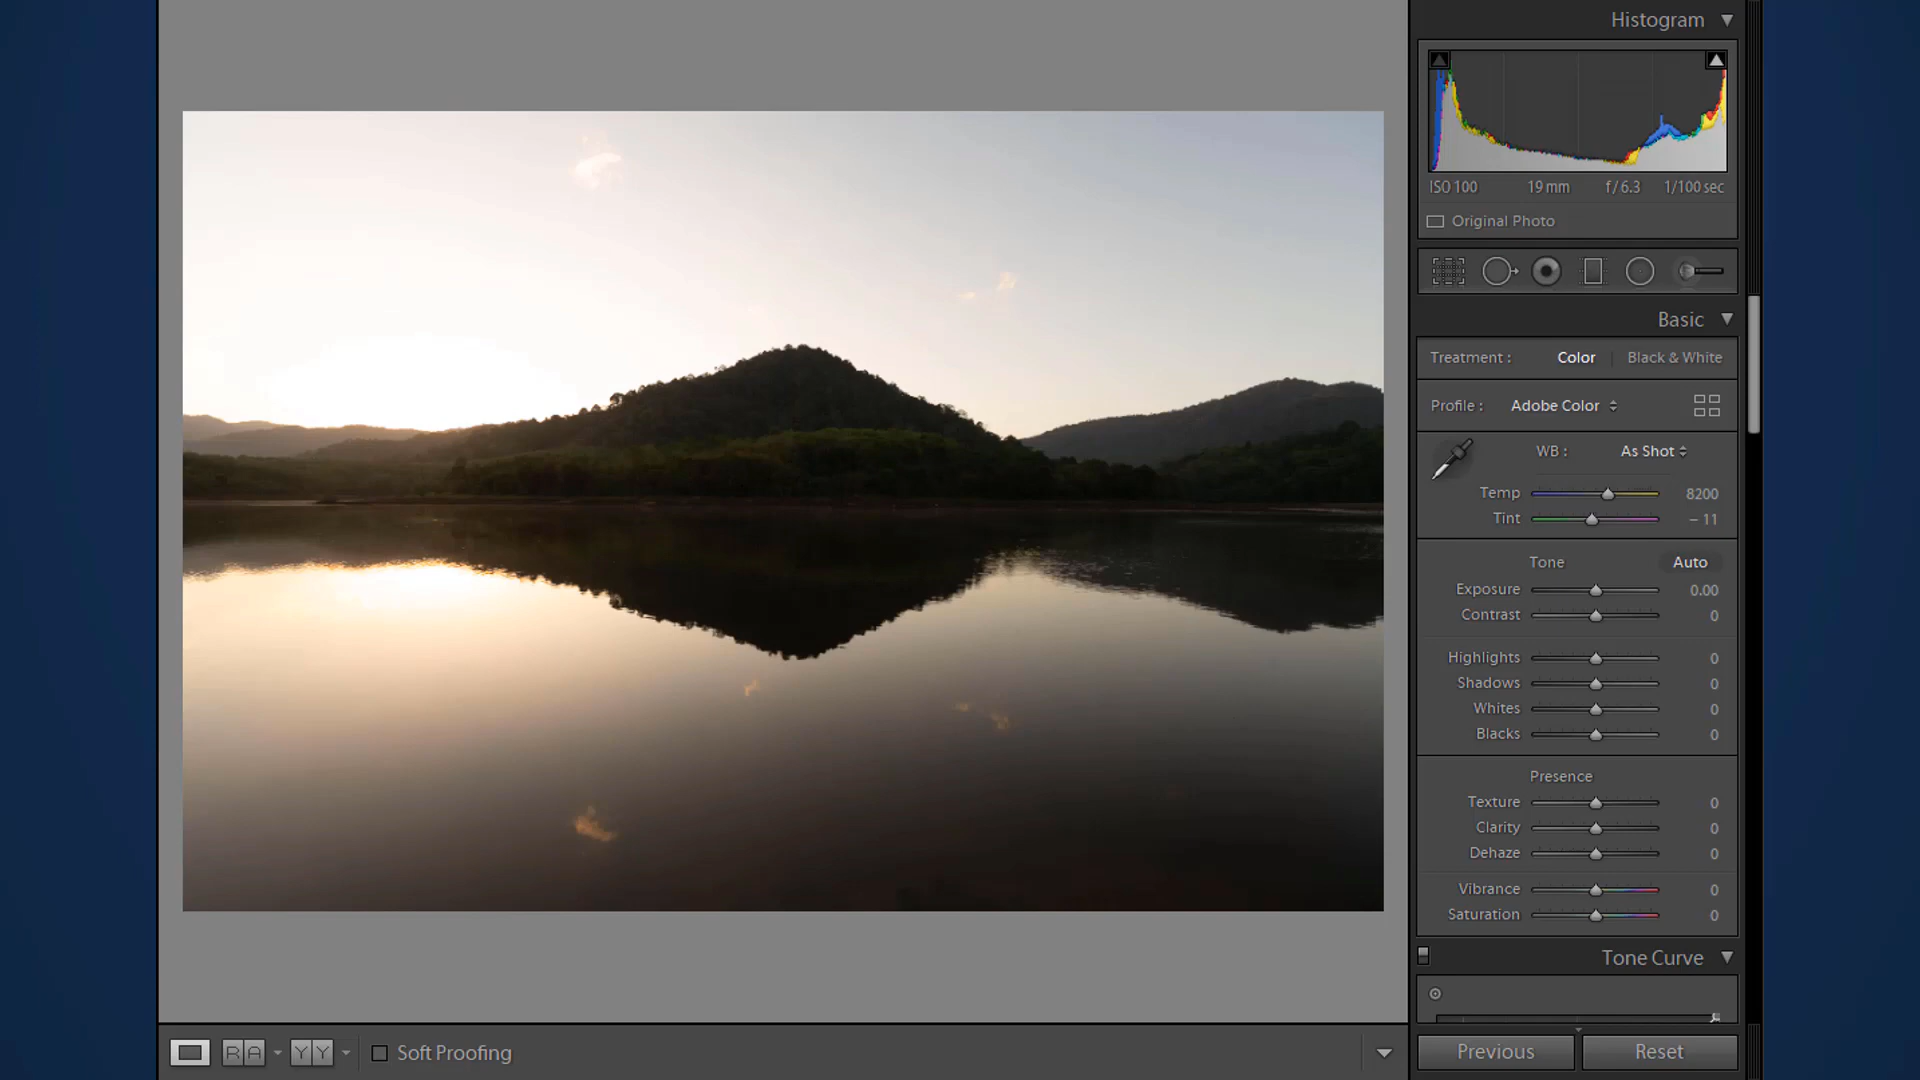 Histogram
ISO 100 19 mm f / 6.3 1/100 sec
Original Photo
Basic
Treatment : Color Black & White
Profile : Adobe Color
WB : As Shot
Temp 8200
Tint – 11
Tone Auto
Exposure 0.00
Contrast 0
Highlights 0
Shadows 0
Whites 0
Blacks 0
Presence
Texture 0
Clarity 0
Dehaze 0
Vibrance 0
Saturation 0
Tone Curve
R A Y Y Soft Proofing
Previous Reset